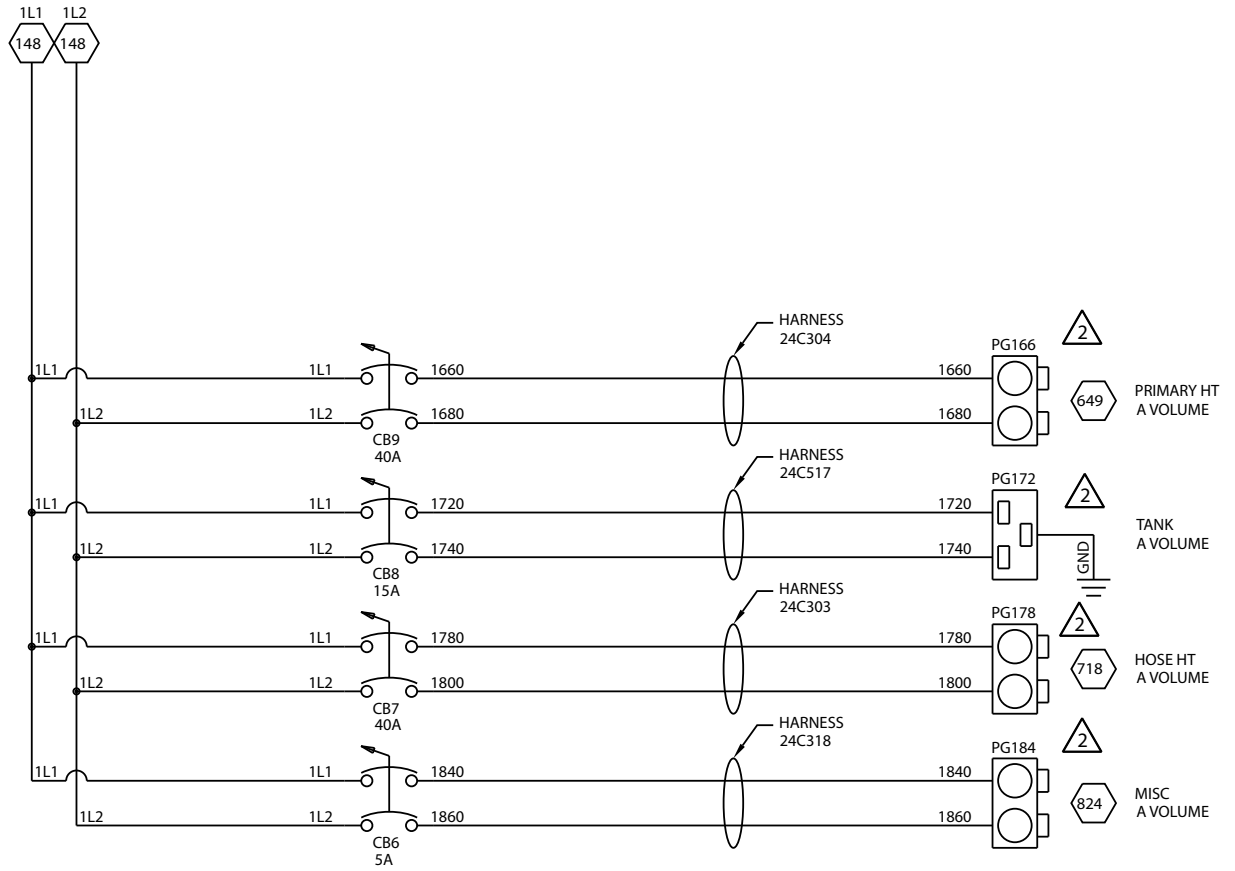 1L1 1L2
148 148
HARNESS
24C304
PG166
2
1L1 1L1 1660 1660
649
PRIMARY HT
A VOLUME
1L2 1L2 1680 1680
CB9
40A
HARNESS
24C517
PG172
2
1L1 1L1 1720 1720
TANK
A VOLUME
1L2 1L2 1740 1740
GND
CB8
15A
HARNESS
24C303
PG178
2
1L1 1L1 1780 1780
718
HOSE HT
A VOLUME
1L2 1L2 1800 1800
CB7
40A
HARNESS
24C318
PG184
2
1L1 1L1 1840 1840
824
MISC
A VOLUME
1L2 1L2 1860 1860
CB6
5A